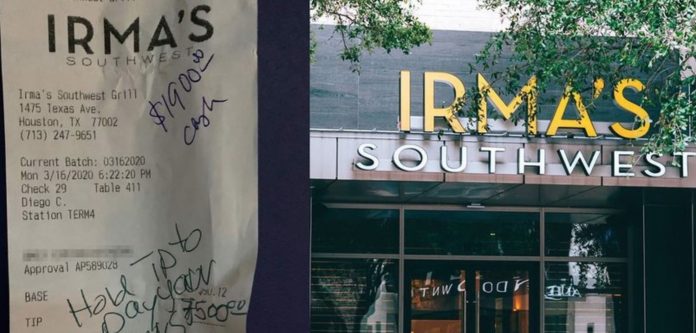 IRMA'S
SOUTHWEST
$1900.00
cash
Irma's Southwest Grill
1475 Texas Ave.
Houston, TX 77002
(713) 247-9651
Current Batch: 03162020
Mon 3/16/2020 6:22:20 PM
Check 29 Table 411
Diego C.
Station TERM4
Approval AP589028
BASE
TIP
Hold
to
7500
IRMA'S
SOUTHWEST